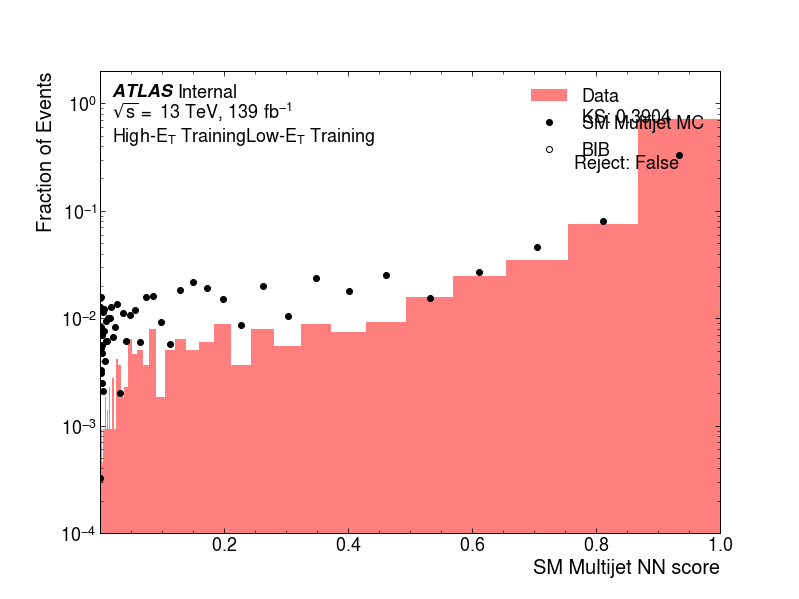 ATLAS Internal
√s = 13 TeV, 139 fb⁻¹
High-E_T TrainingLow-E_T Training
Data
KS: 0.3904
SM Multijet MC
BIB
Reject: False
Fraction of Events
10⁰
10⁻¹
10⁻²
10⁻³
10⁻⁴
0.2 0.4 0.6 0.8 1.0
SM Multijet NN score